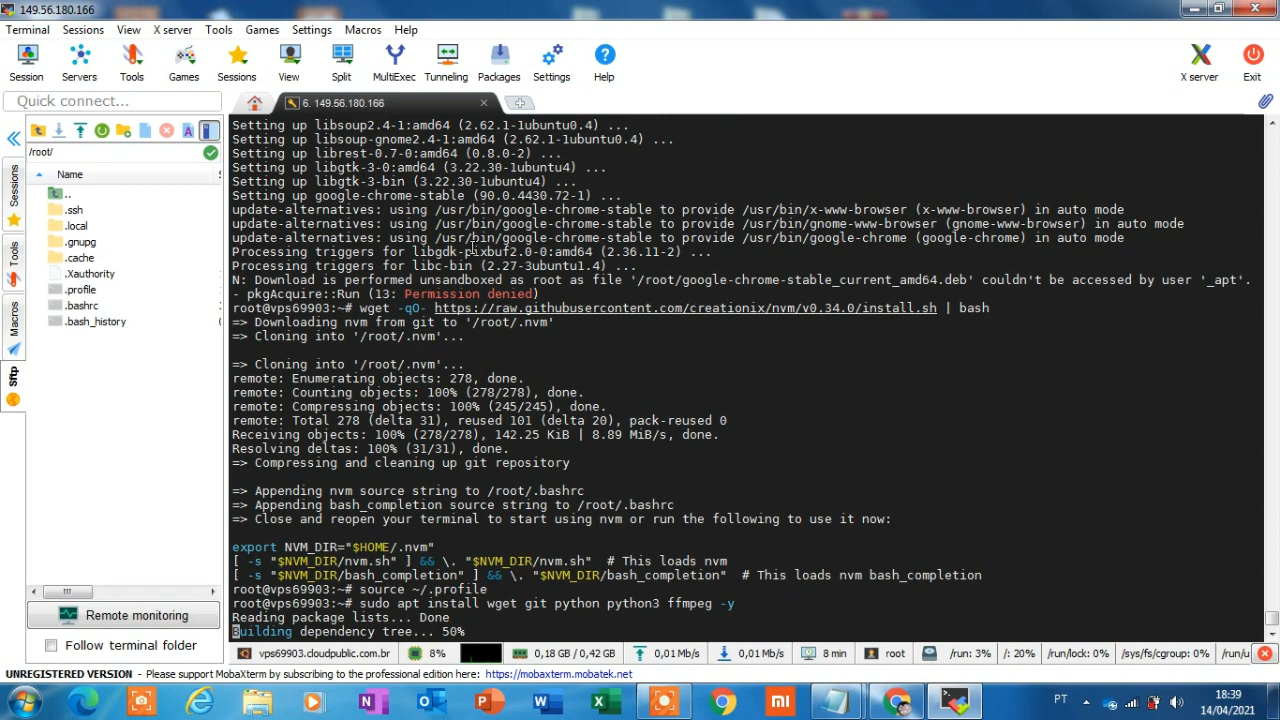 149.56.180.166
Terminal Sessions View X server Tools Games Settings Macros Help
Session Servers Tools Games Sessions View Split MultiExec Tunneling Packages Settings Help X server Exit
Quick connect...
6. 149.56.180.166
/root/
Name
..
.ssh
.local
.gnupg
.cache
.Xauthority
.profile
.bashrc
.bash_history
Sessions
Tools
Macros
Sftp
Setting up libsoup2.4-1:amd64 (2.62.1-1ubuntu0.4) ...
Setting up libsoup-gnome2.4-1:amd64 (2.62.1-1ubuntu0.4) ...
Setting up librest-0.7-0:amd64 (0.8.0-2) ...
Setting up libgtk-3-0:amd64 (3.22.30-1ubuntu4) ...
Setting up libgtk-3-bin (3.22.30-1ubuntu4) ...
Setting up google-chrome-stable (90.0.4430.72-1) ...
update-alternatives: using /usr/bin/google-chrome-stable to provide /usr/bin/x-www-browser (x-www-browser) in auto mode
update-alternatives: using /usr/bin/google-chrome-stable to provide /usr/bin/gnome-www-browser (gnome-www-browser) in auto mode
update-alternatives: using /usr/bin/google-chrome-stable to provide /usr/bin/google-chrome (google-chrome) in auto mode
Processing triggers for libgdk-pixbuf2.0-0:amd64 (2.36.11-2) ...
Processing triggers for libc-bin (2.27-3ubuntu1.4) ...
N: Download is performed unsandboxed as root as file '/root/google-chrome-stable_current_amd64.deb' couldn't be accessed by user '_apt'.
- pkgAcquire::Run (13: Permission denied)
root@vps69903:~# wget -qO- https://raw.githubusercontent.com/creationix/nvm/v0.34.0/install.sh | bash
=> Downloading nvm from git to '/root/.nvm'
=> Cloning into '/root/.nvm'...
=> Cloning into '/root/.nvm'...
remote: Enumerating objects: 278, done.
remote: Counting objects: 100% (278/278), done.
remote: Compressing objects: 100% (245/245), done.
remote: Total 278 (delta 31), reused 101 (delta 20), pack-reused 0
Receiving objects: 100% (278/278), 142.25 KiB | 8.89 MiB/s, done.
Resolving deltas: 100% (31/31), done.
=> Compressing and cleaning up git repository
=> Appending nvm source string to /root/.bashrc
=> Appending bash_completion source string to /root/.bashrc
=> Close and reopen your terminal to start using nvm or run the following to use it now:
export NVM_DIR="$HOME/.nvm"
[ -s "$NVM_DIR/nvm.sh" ] && \. "$NVM_DIR/nvm.sh"  # This loads nvm
[ -s "$NVM_DIR/bash_completion" ] && \. "$NVM_DIR/bash_completion"  # This loads nvm bash_completion
root@vps69903:~# source ~/.profile
root@vps69903:~# sudo apt install wget git python python3 ffmpeg -y
Reading package lists... Done
Building dependency tree... 50%
Remote monitoring
Follow terminal folder
vps69903.cloudpublic.com.br 8% 0,18 GB / 0,42 GB 0,01 Mb/s 0,01 Mb/s 8 min root /run: 3% /: 20% /run/lock: 0% /sys/fs/cgroup: 0% /run/u
UNREGISTERED VERSION - Please support MobaXterm by subscribing to the professional edition here: https://mobaxterm.mobatek.net
PT 18:39
14/04/2021